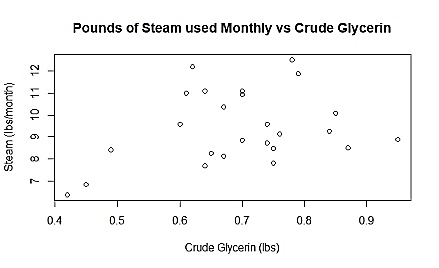 Pounds of Steam used Monthly vs Crude Glycerin
Steam (lbs/month)
12
11
10
9
8
7
0.4 0.5 0.6 0.7 0.8 0.9
Crude Glycerin (lbs)